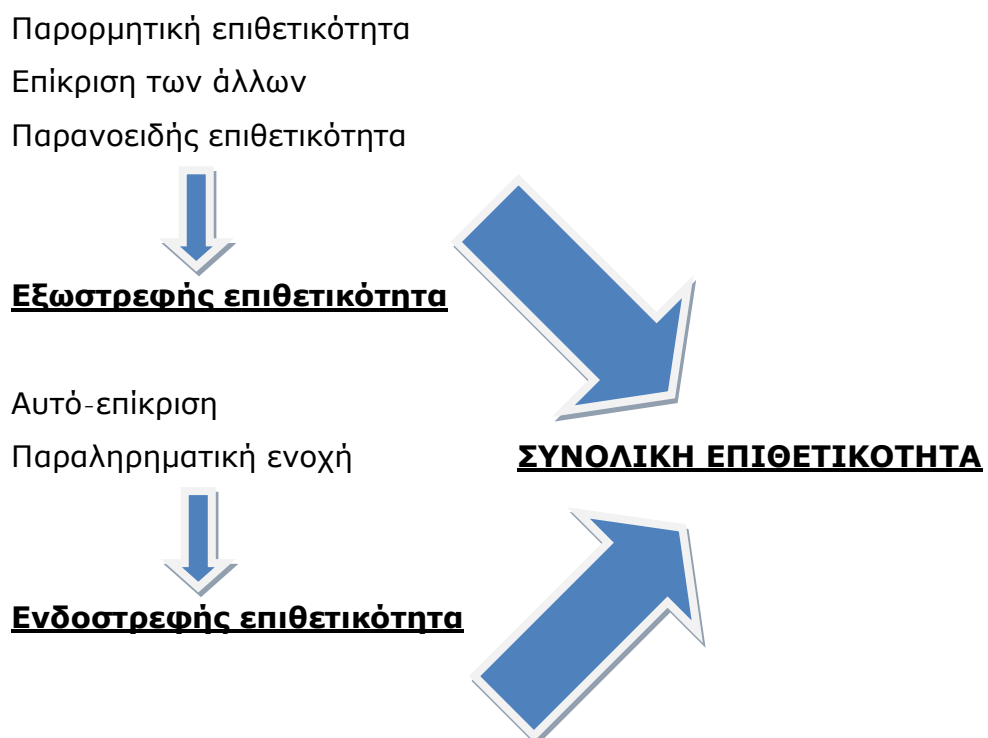 Παρορμητική επιθετικότητα
Επίκριση των άλλων
Παρανοειδής επιθετικότητα
Εξωστρεφής επιθετικότητα
Αυτό-επίκριση
Παραληρηματική ενοχή
ΣΥΝΟΛΙΚΗ ΕΠΙΘΕΤΙΚΟΤΗΤΑ
Ενδοστρεφής επιθετικότητα